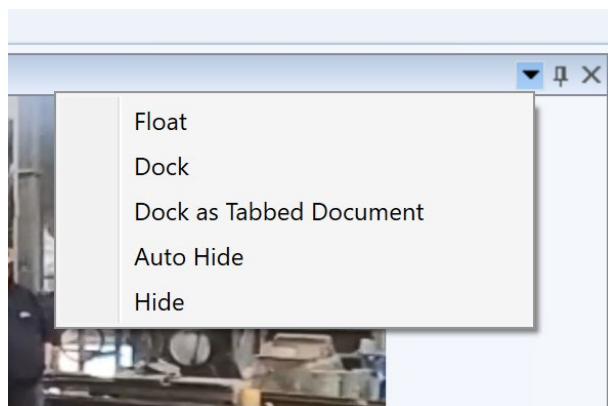 Float
Dock
Dock as Tabbed Document
Auto Hide
Hide